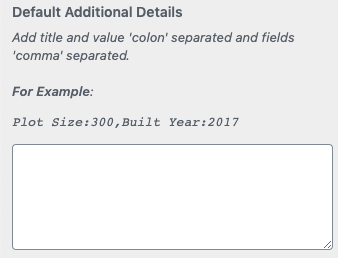 Default Additional Details
Add title and value 'colon' separated and fields
'comma' separated.
For Example:
Plot Size:300,Built Year:2017